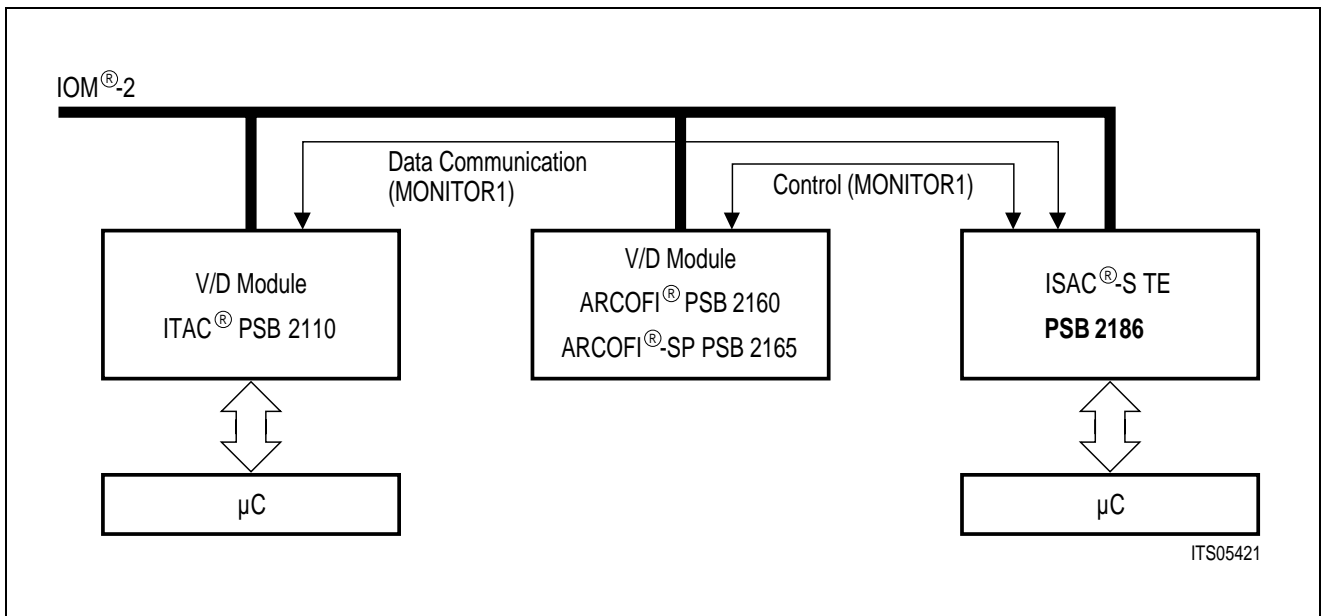 IOM®-2
Data Communication
(MONITOR1)
Control (MONITOR1)
V/D Module
ITAC® PSB 2110
V/D Module
ARCOFI® PSB 2160
ARCOFI®-SP PSB 2165
ISAC®-S TE
PSB 2186
µC
µC
ITS05421